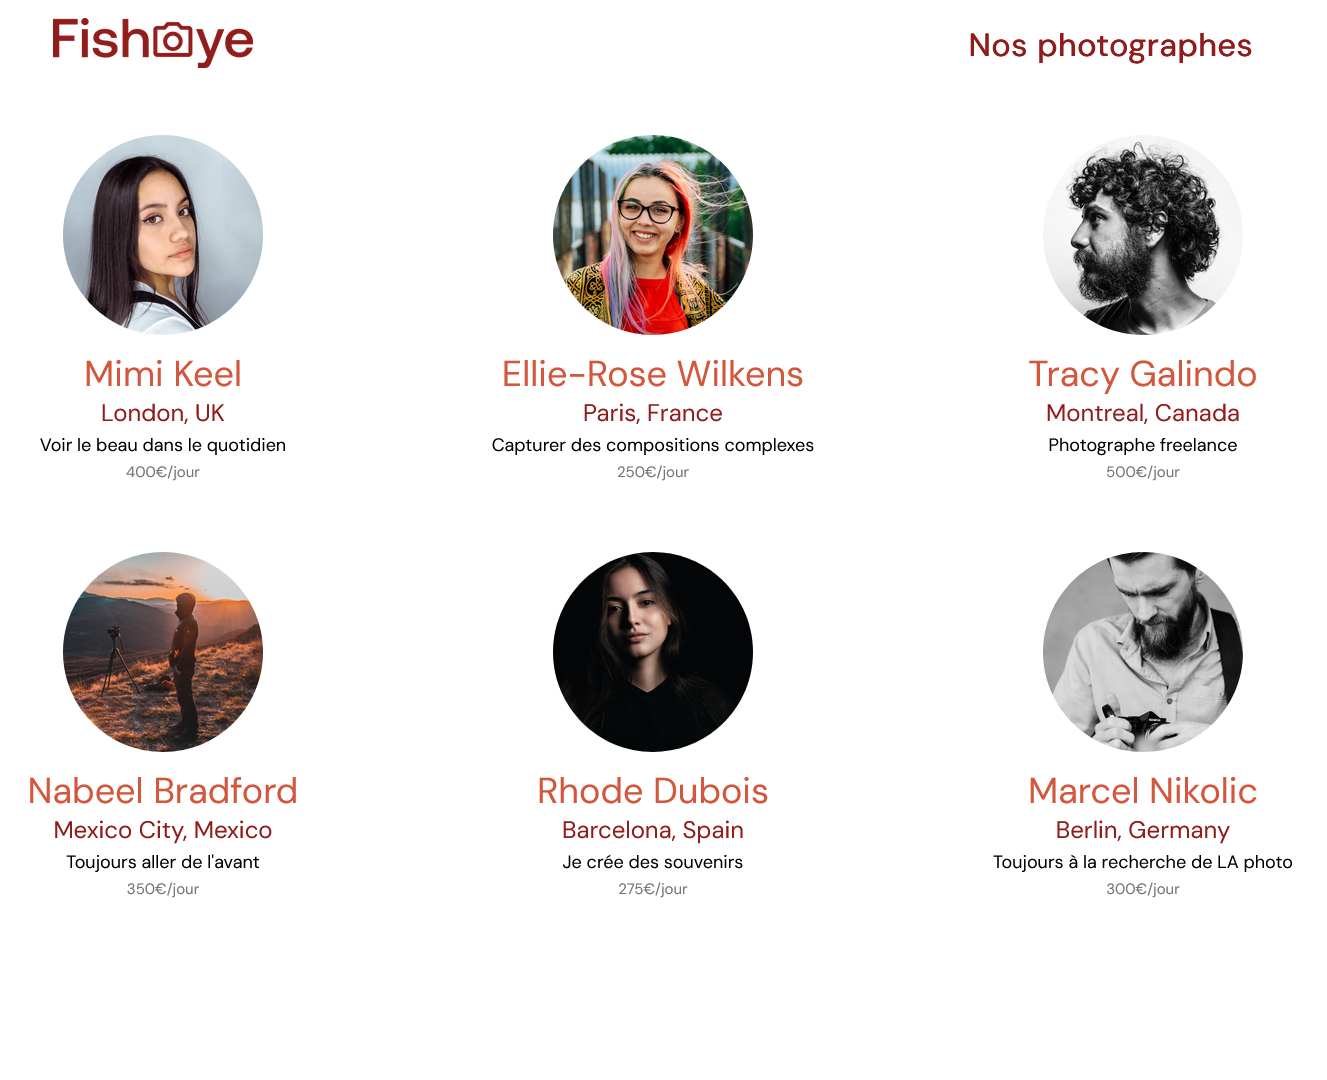 Fisheye
Nos photographes
Mimi Keel
London, UK
Voir le beau dans le quotidien
400€/jour
Ellie-Rose Wilkens
Paris, France
Capturer des compositions complexes
250€/jour
Tracy Galindo
Montreal, Canada
Photographe freelance
500€/jour
Nabeel Bradford
Mexico City, Mexico
Toujours aller de l'avant
350€/jour
Rhode Dubois
Barcelona, Spain
Je crée des souvenirs
275€/jour
Marcel Nikolic
Berlin, Germany
Toujours à la recherche de LA photo
300€/jour